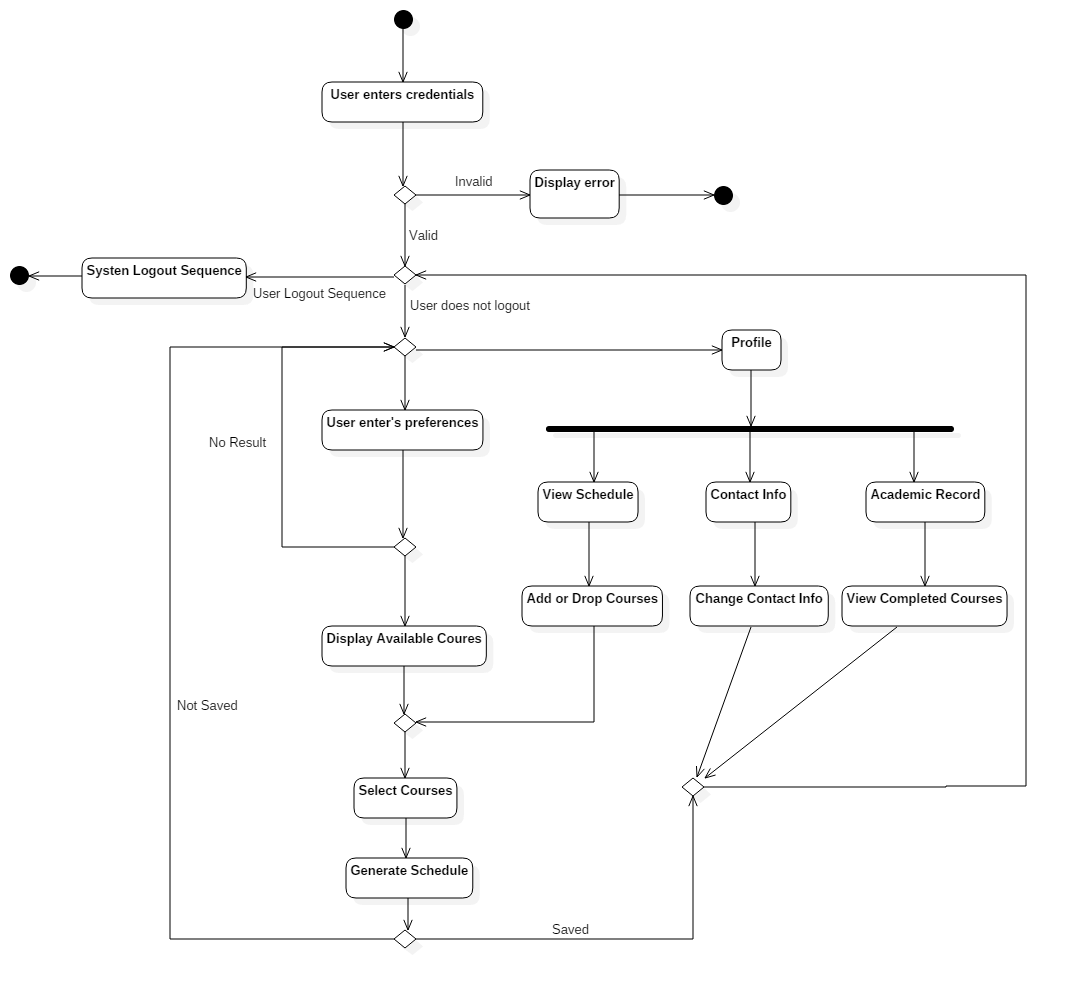 User enters credentials
Invalid
Display error
Valid
Systen Logout Sequence
User Logout Sequence
User does not logout
Profile
User enter's preferences
No Result
View Schedule
Contact Info
Academic Record
Add or Drop Courses
Change Contact Info
View Completed Courses
Display Available Coures
Not Saved
Select Courses
Generate Schedule
Saved